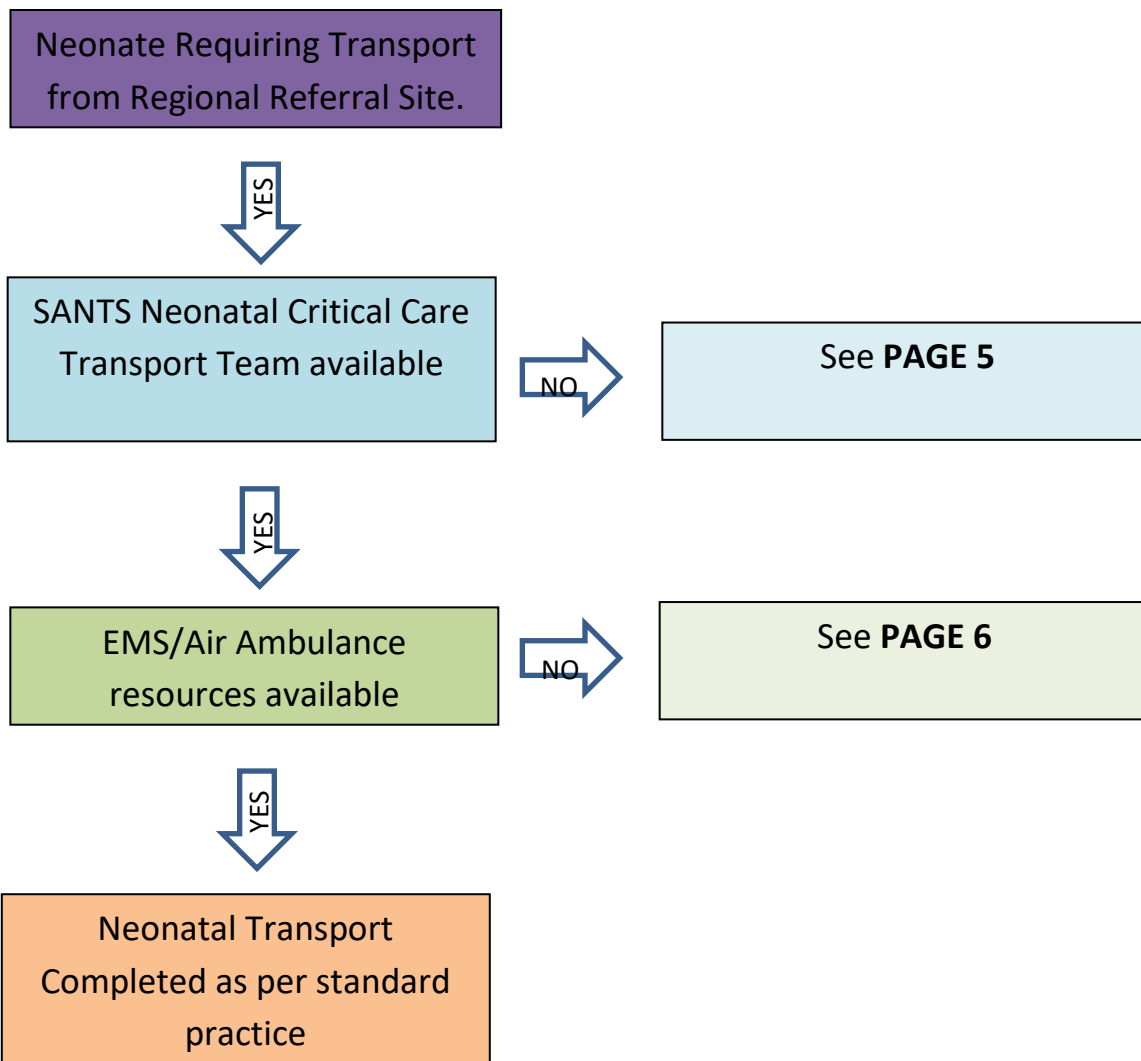 Neonate Requiring Transport
from Regional Referral Site.
YES
SANTS Neonatal Critical Care
Transport Team available
NO
See PAGE 5
YES
EMS/Air Ambulance
resources available
NO
See PAGE 6
YES
Neonatal Transport
Completed as per standard
practice